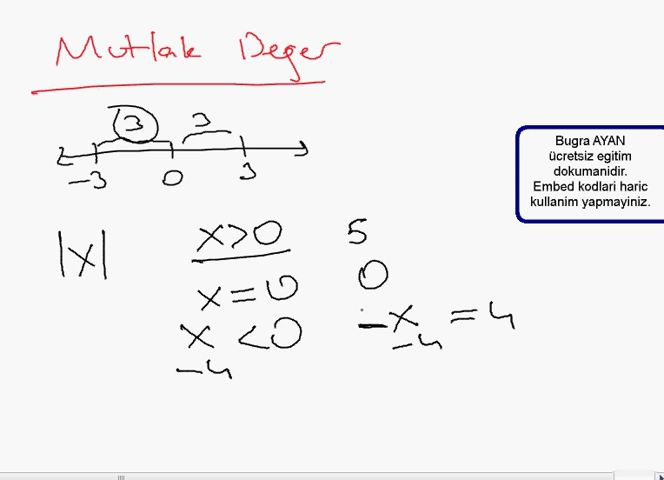 Mutlak Değer
3 3
-3 0 3
Bugra AYAN
ücretsiz egitim
dokumanidir.
Embed kodlari haric
kullanim yapmayiniz.
|x| x>0 5
x=0 0
x<0 -x = 4
-4 -4